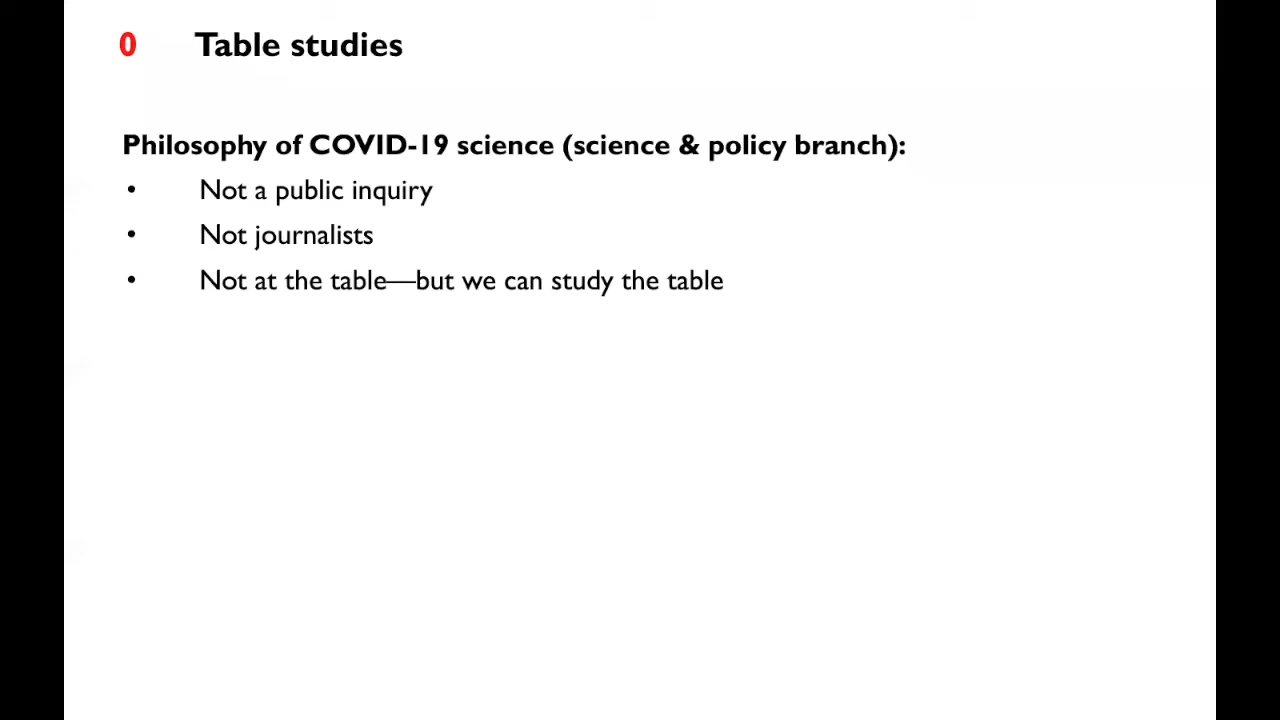 0 Table studies
Philosophy of COVID-19 science (science & policy branch):
• Not a public inquiry
• Not journalists
• Not at the table—but we can study the table